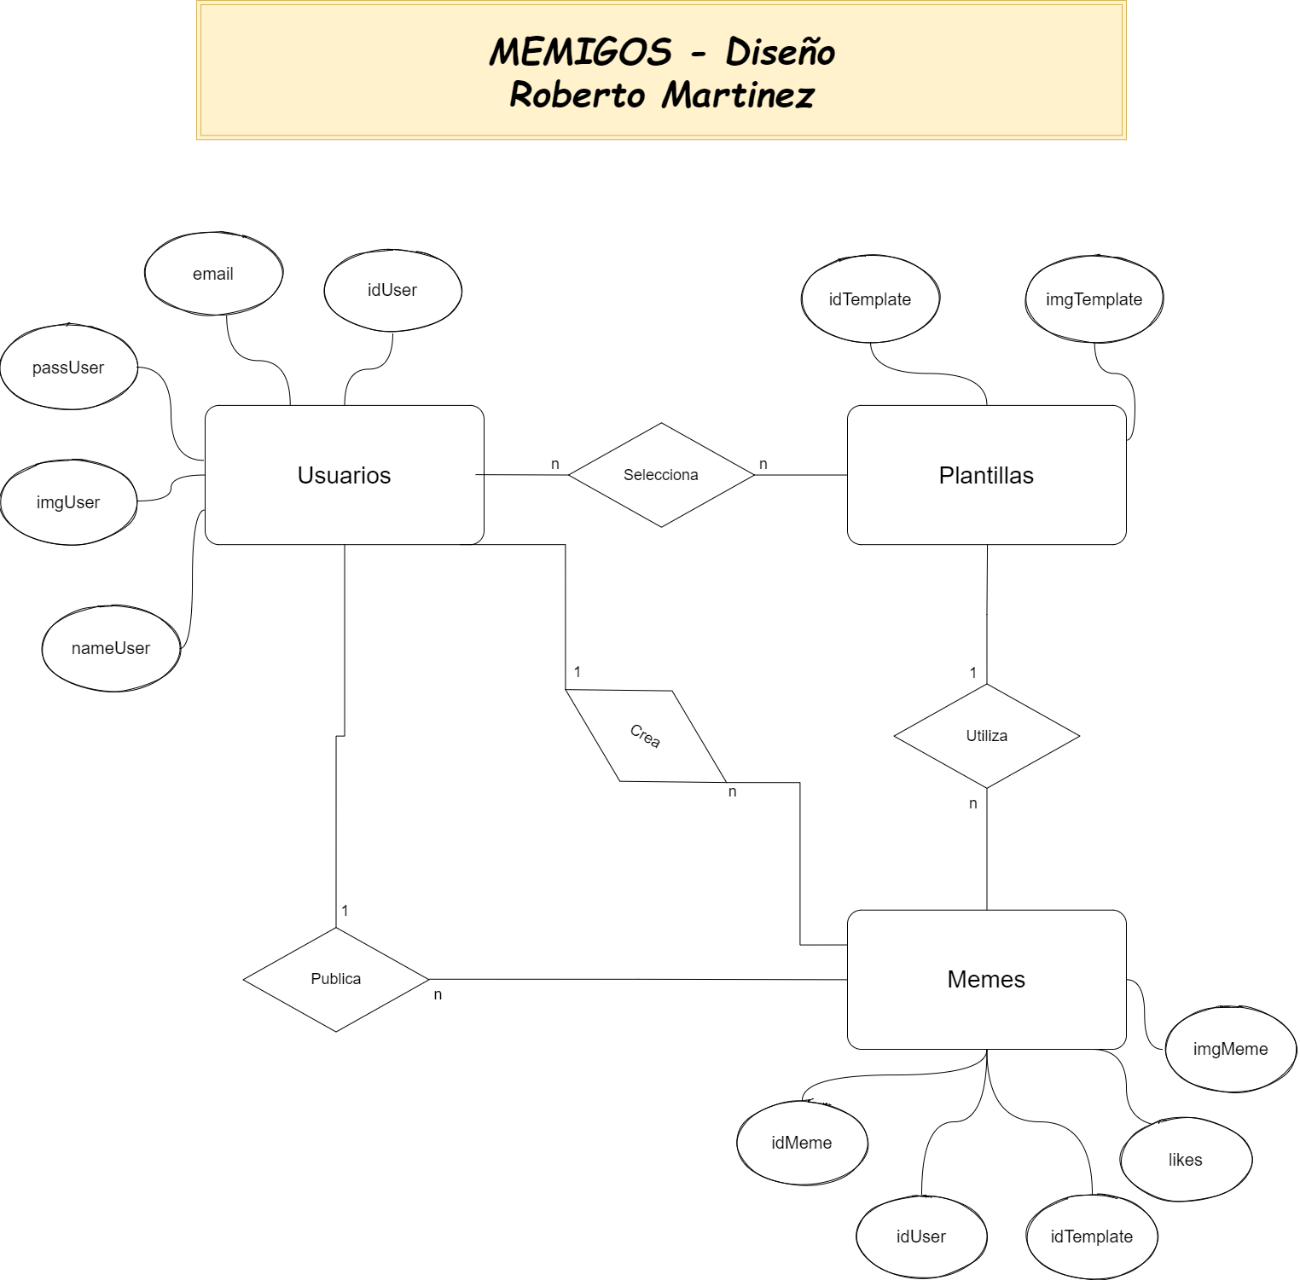 MEMIGOS - Diseño
Roberto Martinez
email
idUser
idTemplate
imgTemplate
passUser
imgUser
nameUser
Usuarios
n
Selecciona
n
Plantillas
1
Crea
n
1
Utiliza
n
1
Publica
n
Memes
imgMeme
idMeme
likes
idUser
idTemplate